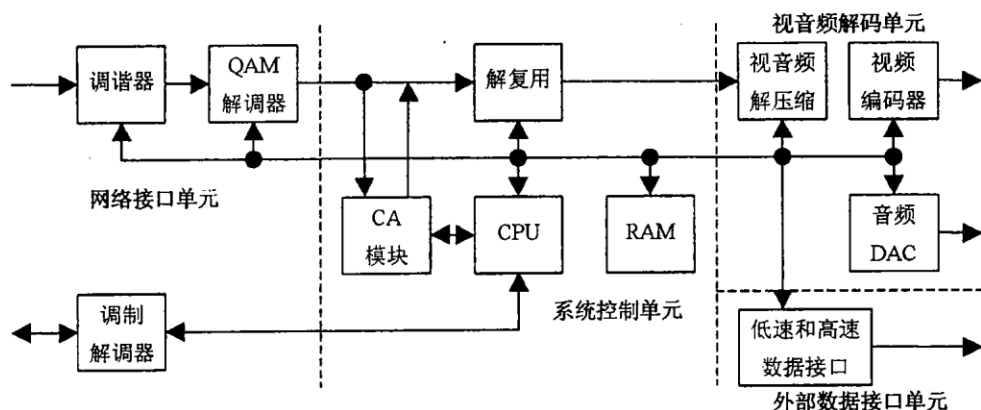 视音频解码单元
调谐器
QAM
解调器
解复用
视音频
解压缩
视频
编码器
网络接口单元
CA
模块
CPU
RAM
音频
DAC
系统控制单元
调制
解调器
低速和高速
数据接口
外部数据接口单元